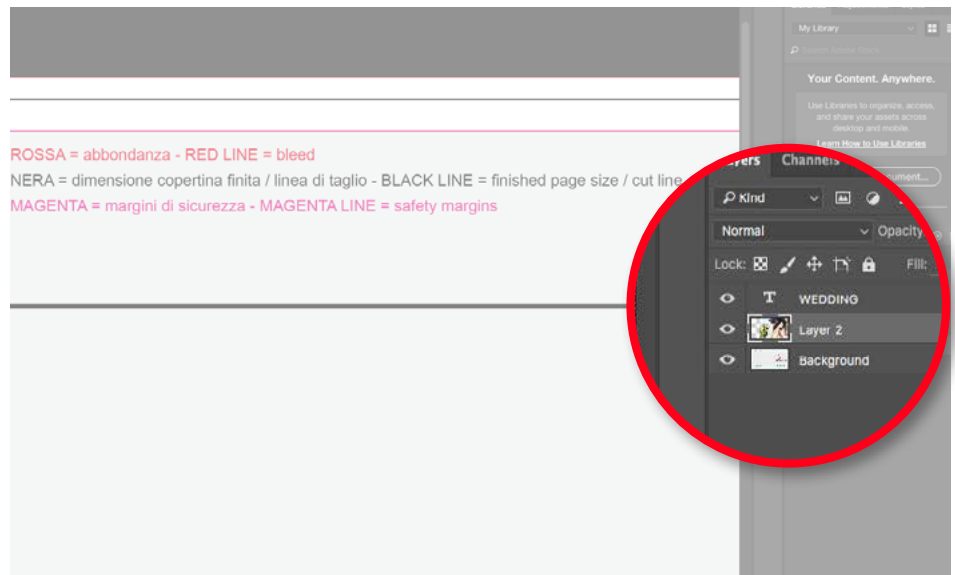 My Library
Your Content. Anywhere.
Use Libraries to organize, access,
and share your assets across
desktop and mobile.
Learn How to Use Libraries
ROSSA = abbondanza - RED LINE = bleed
NERA = dimensione copertina finita / linea di taglio - BLACK LINE = finished page size / cut line
MAGENTA = margini di sicurezza - MAGENTA LINE = safety margins
Channels
Kind
Normal
Opacity
Lock:
Fill:
T WEDDING
Layer 2
Background